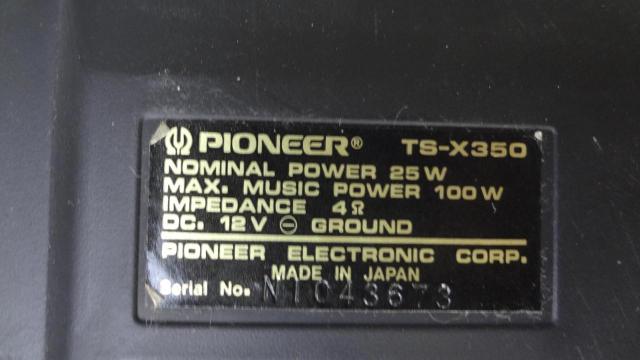 PIONEER® TS-X350
NOMINAL POWER 25W
MAX. MUSIC POWER 100W
IMPEDANCE 4Ω
DC. 12V ⊖ GROUND
PIONEER ELECTRONIC CORP.
MADE IN JAPAN
Serial No. NI043673